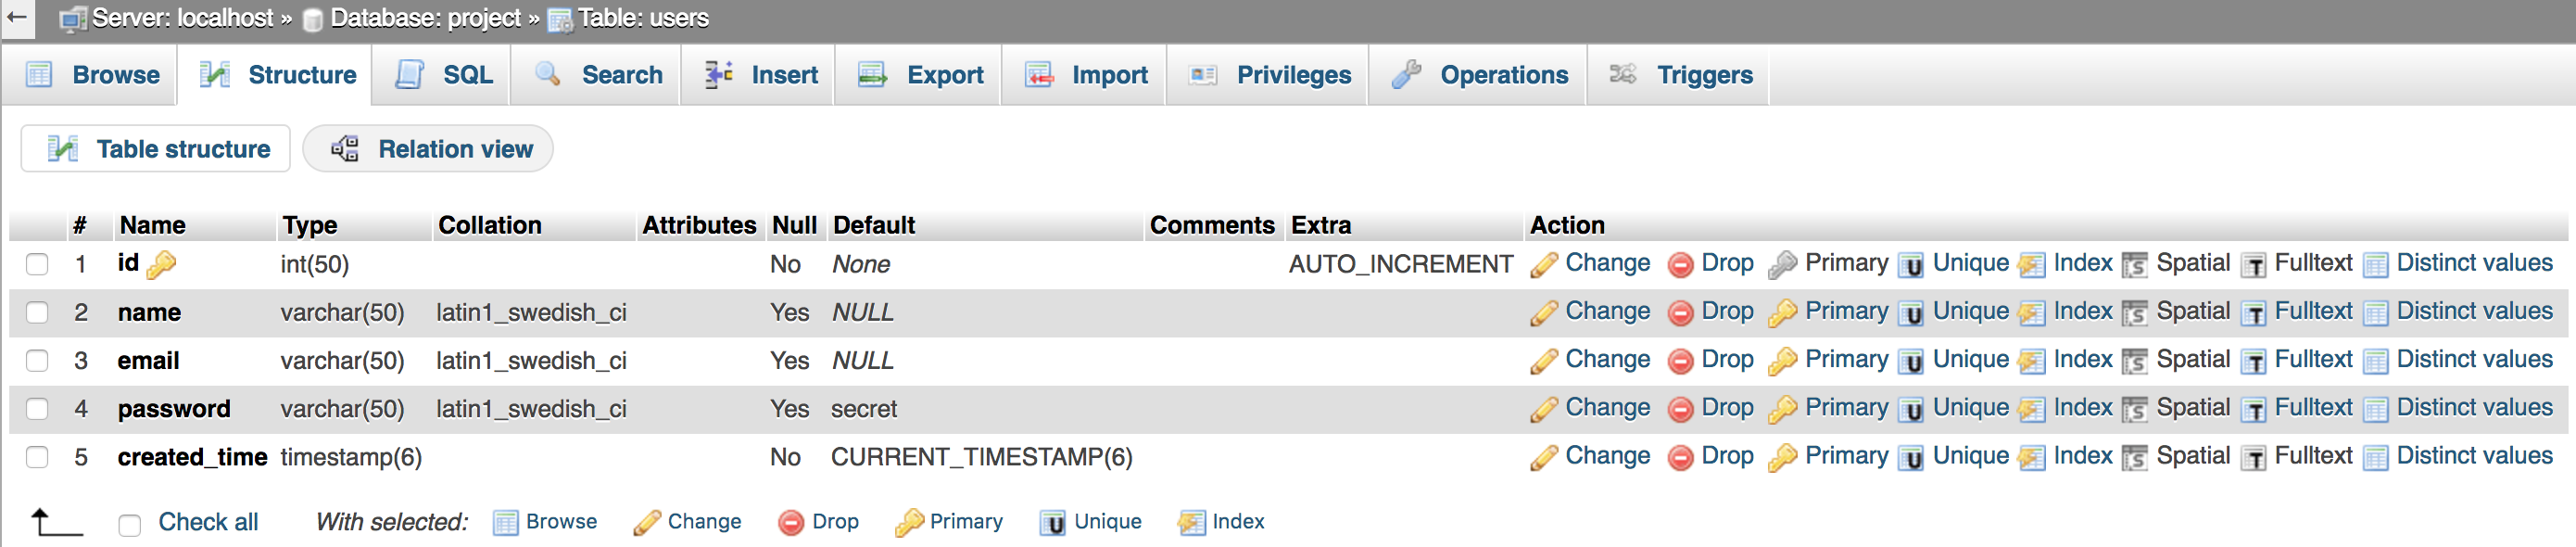 Server: localhost » Database: project » Table: users
Browse Structure SQL Search Insert Export Import Privileges Operations Triggers
Table structure Relation view
# Name Type Collation Attributes Null Default Comments Extra Action
1 id int(50) No None AUTO_INCREMENT Change Drop Primary Unique Index Spatial Fulltext Distinct values
2 name varchar(50) latin1_swedish_ci Yes NULL Change Drop Primary Unique Index Spatial Fulltext Distinct values
3 email varchar(50) latin1_swedish_ci Yes NULL Change Drop Primary Unique Index Spatial Fulltext Distinct values
4 password varchar(50) latin1_swedish_ci Yes secret Change Drop Primary Unique Index Spatial Fulltext Distinct values
5 created_time timestamp(6) No CURRENT_TIMESTAMP(6) Change Drop Primary Unique Index Spatial Fulltext Distinct values
Check all With selected: Browse Change Drop Primary Unique Index